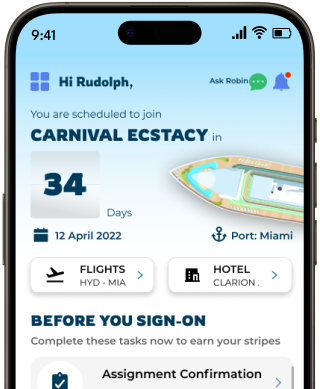 9:41
Hi Rudolph,
Ask Robin
You are scheduled to join
CARNIVAL ECSTACY in
34
Days
12 April 2022
Port: Miami
FLIGHTS
HYD - MIA
HOTEL
CLARION .
BEFORE YOU SIGN-ON
Complete these tasks now to earn your stripes
Assignment Confirmation